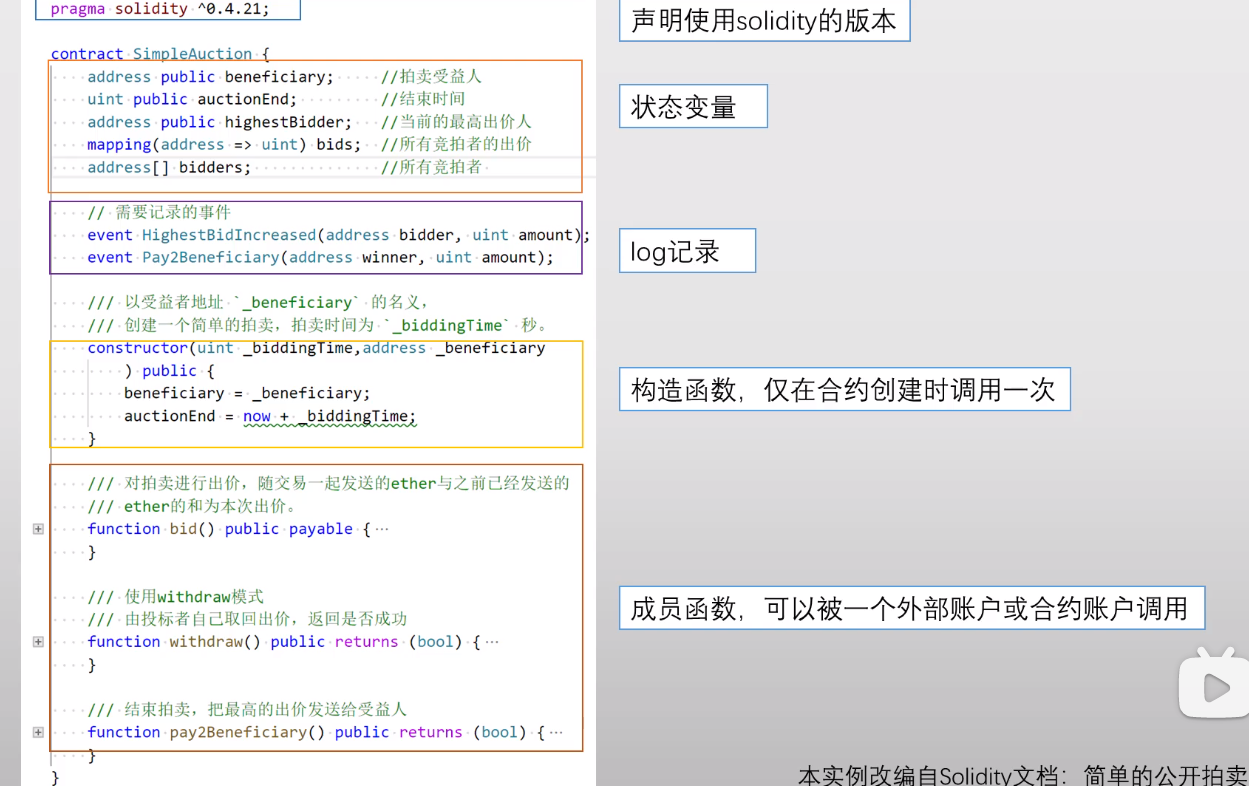 pragma solidity ^0.4.21;
声明使用solidity的版本
contract SimpleAuction {
address public beneficiary; //拍卖受益人
uint public auctionEnd; //结束时间
address public highestBidder; //当前的最高出价人
mapping(address => uint) bids; //所有竞拍者的出价
address[] bidders; //所有竞拍者
状态变量
// 需要记录的事件
event HighestBidIncreased(address bidder, uint amount);
event Pay2Beneficiary(address winner, uint amount);
log记录
/// 以受益者地址 `_beneficiary` 的名义，
/// 创建一个简单的拍卖，拍卖时间为 `_biddingTime` 秒。
constructor(uint _biddingTime,address _beneficiary
) public {
beneficiary = _beneficiary;
auctionEnd = now + _biddingTime;
}
构造函数，仅在合约创建时调用一次
/// 对拍卖进行出价，随交易一起发送的ether与之前已经发送的
/// ether的和为本次出价。
function bid() public payable {…
}
/// 使用withdraw模式
/// 由投标者自己取回出价，返回是否成功
function withdraw() public returns (bool) {…
}
/// 结束拍卖，把最高的出价发送给受益人
function pay2Beneficiary() public returns (bool) {…
}
}
成员函数，可以被一个外部账户或合约账户调用
本实例改编自Solidity文档：简单的公开拍卖